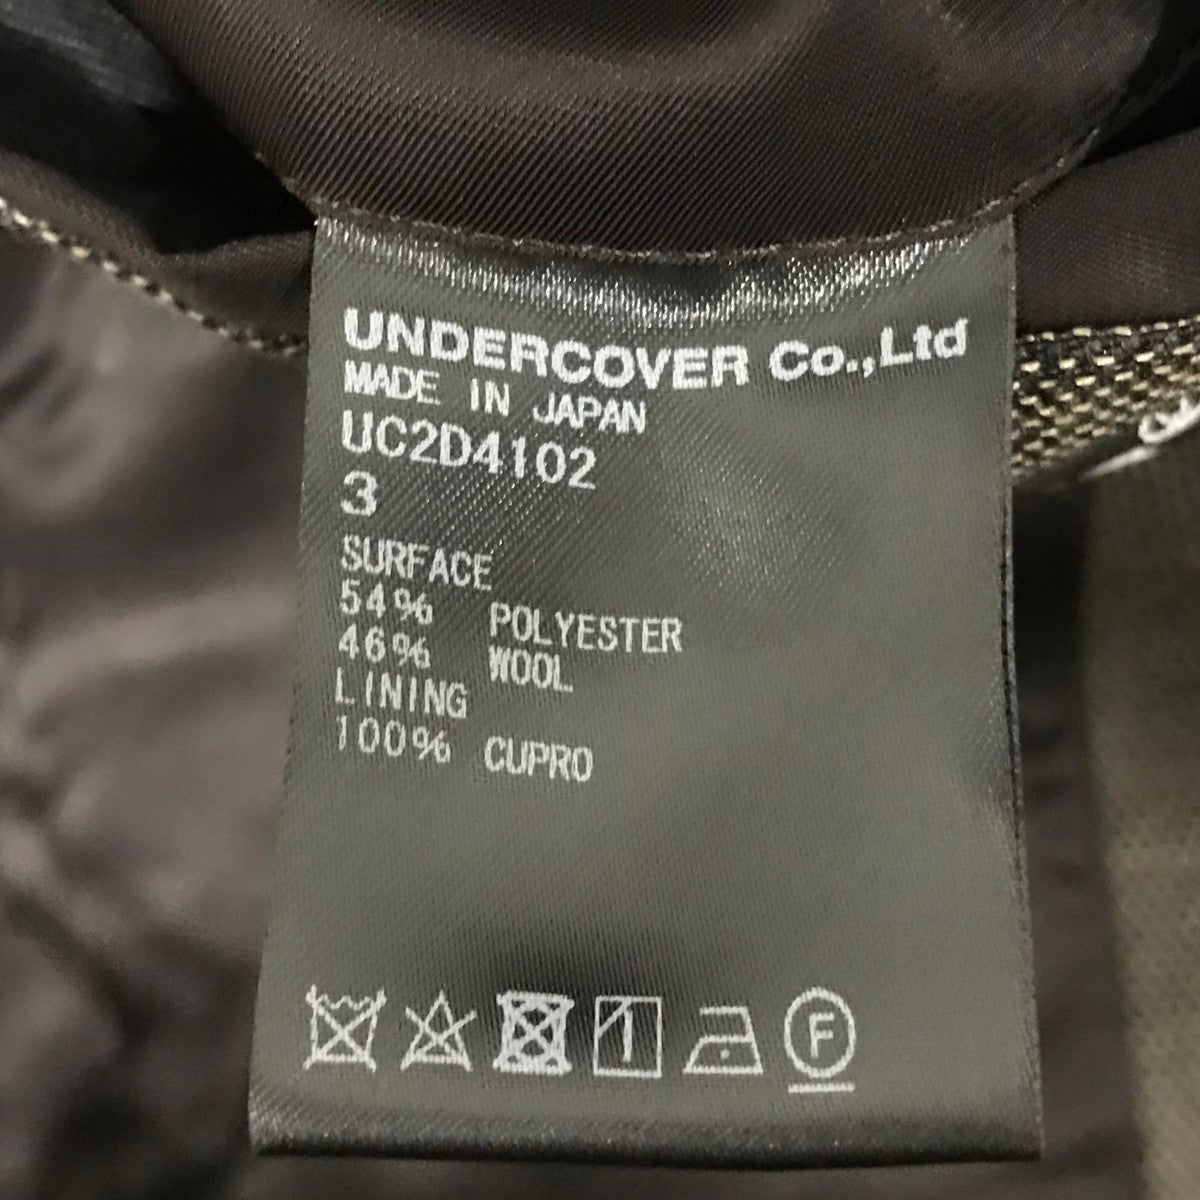 UNDERCOVER Co.,Ltd
MADE IN JAPAN
UC2D4102
3
SURFACE
54% POLYESTER
46% WOOL
LINING
100% CUPRO
F